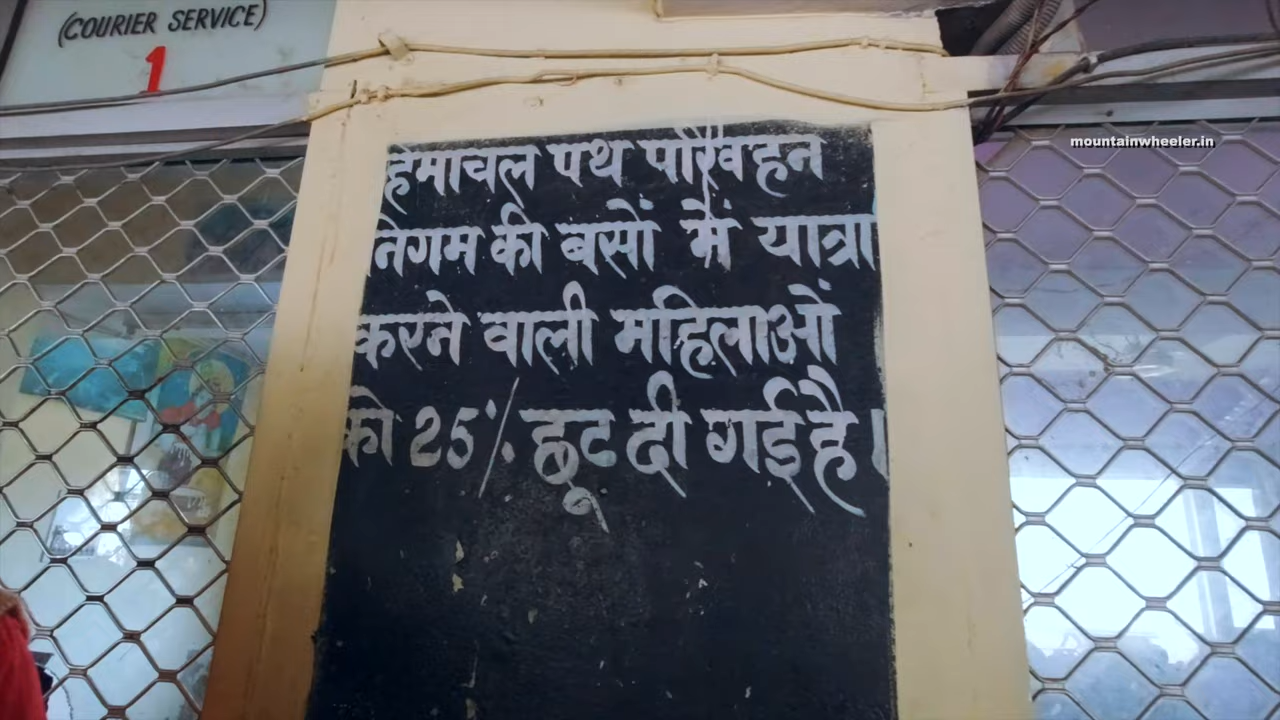 (COURIER SERVICE)
1
mountainwheeler.in
हिमाचल पथ परिवहन
निगम की बसों में यात्रा
करने वाली महिलाओं
को 25% छूट दी गई है।